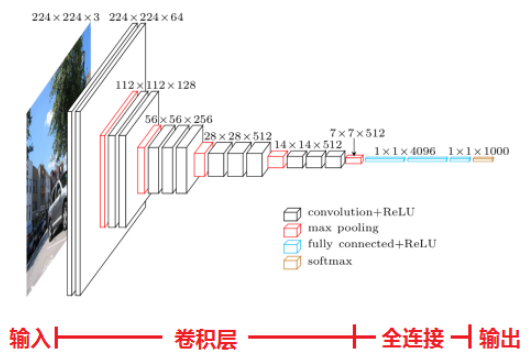 224×224×3 224×224×64
112×112×128
56×56×256
28×28×512
14×14×512
7×7×512
1×1×4096 1×1×1000
convolution+ReLU
max pooling
fully connected+ReLU
softmax
输入 卷积层 全连接 输出